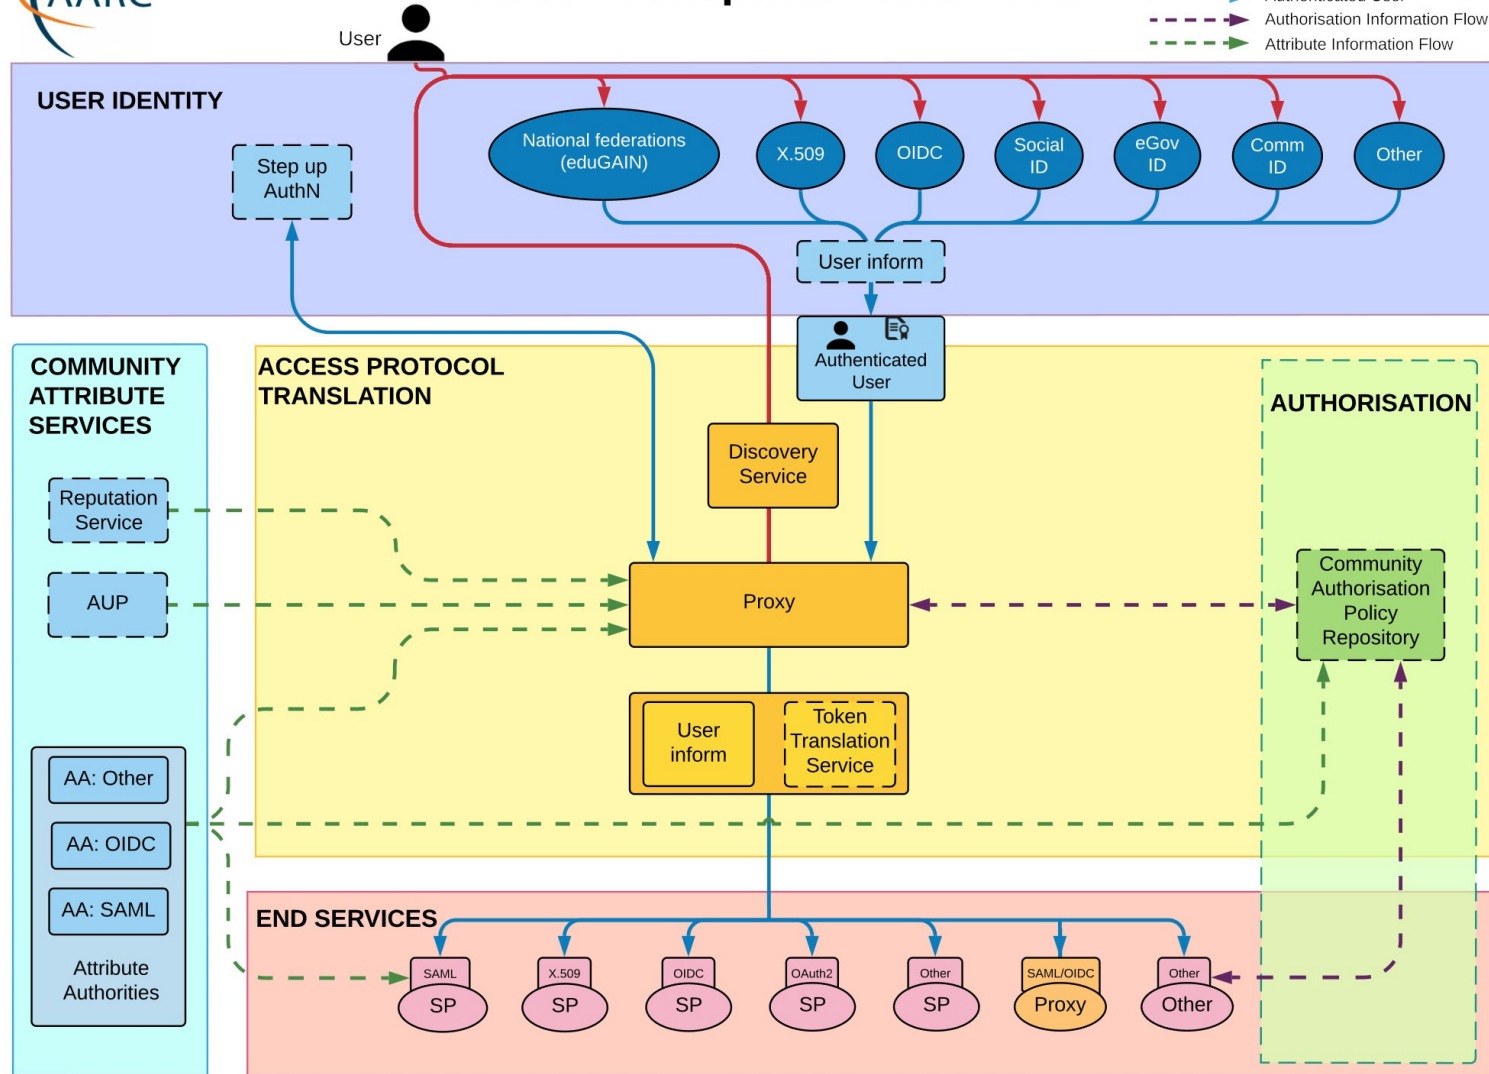 User
Authorisation Information Flow
Attribute Information Flow
USER IDENTITY
Step up
AuthN
National federations
(eduGAIN)
X.509
OIDC
Social
ID
eGov
ID
Comm
ID
Other
User inform
Authenticated
User
COMMUNITY
ATTRIBUTE
SERVICES
Reputation
Service
AUP
AA: Other
AA: OIDC
AA: SAML
Attribute
Authorities
ACCESS PROTOCOL
TRANSLATION
Discovery
Service
Proxy
User
inform
Token
Translation
Service
AUTHORISATION
Community
Authorisation
Policy
Repository
END SERVICES
SAML
SP
X.509
SP
OIDC
SP
OAuth2
SP
Other
SP
SAML/OIDC
Proxy
Other
Other